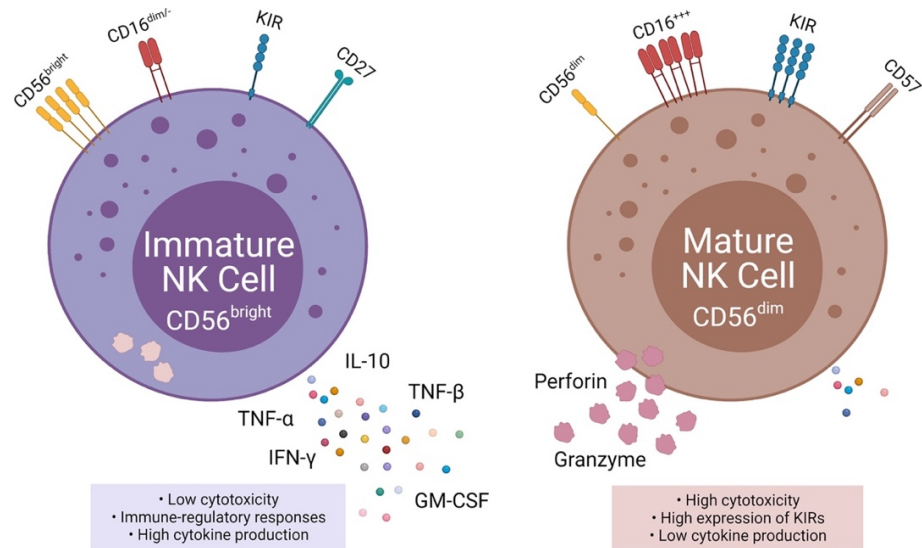 CD56bright
CD16dim/-
KIR
CD27
Immature
NK Cell
CD56bright
IL-10
TNF-β
TNF-α
IFN-γ
GM-CSF
• Low cytotoxicity
• Immune-regulatory responses
• High cytokine production
CD56dim
CD16+++
KIR
CD57
Mature
NK Cell
CD56dim
Perforin
Granzyme
• High cytotoxicity
• High expression of KIRs
• Low cytokine production